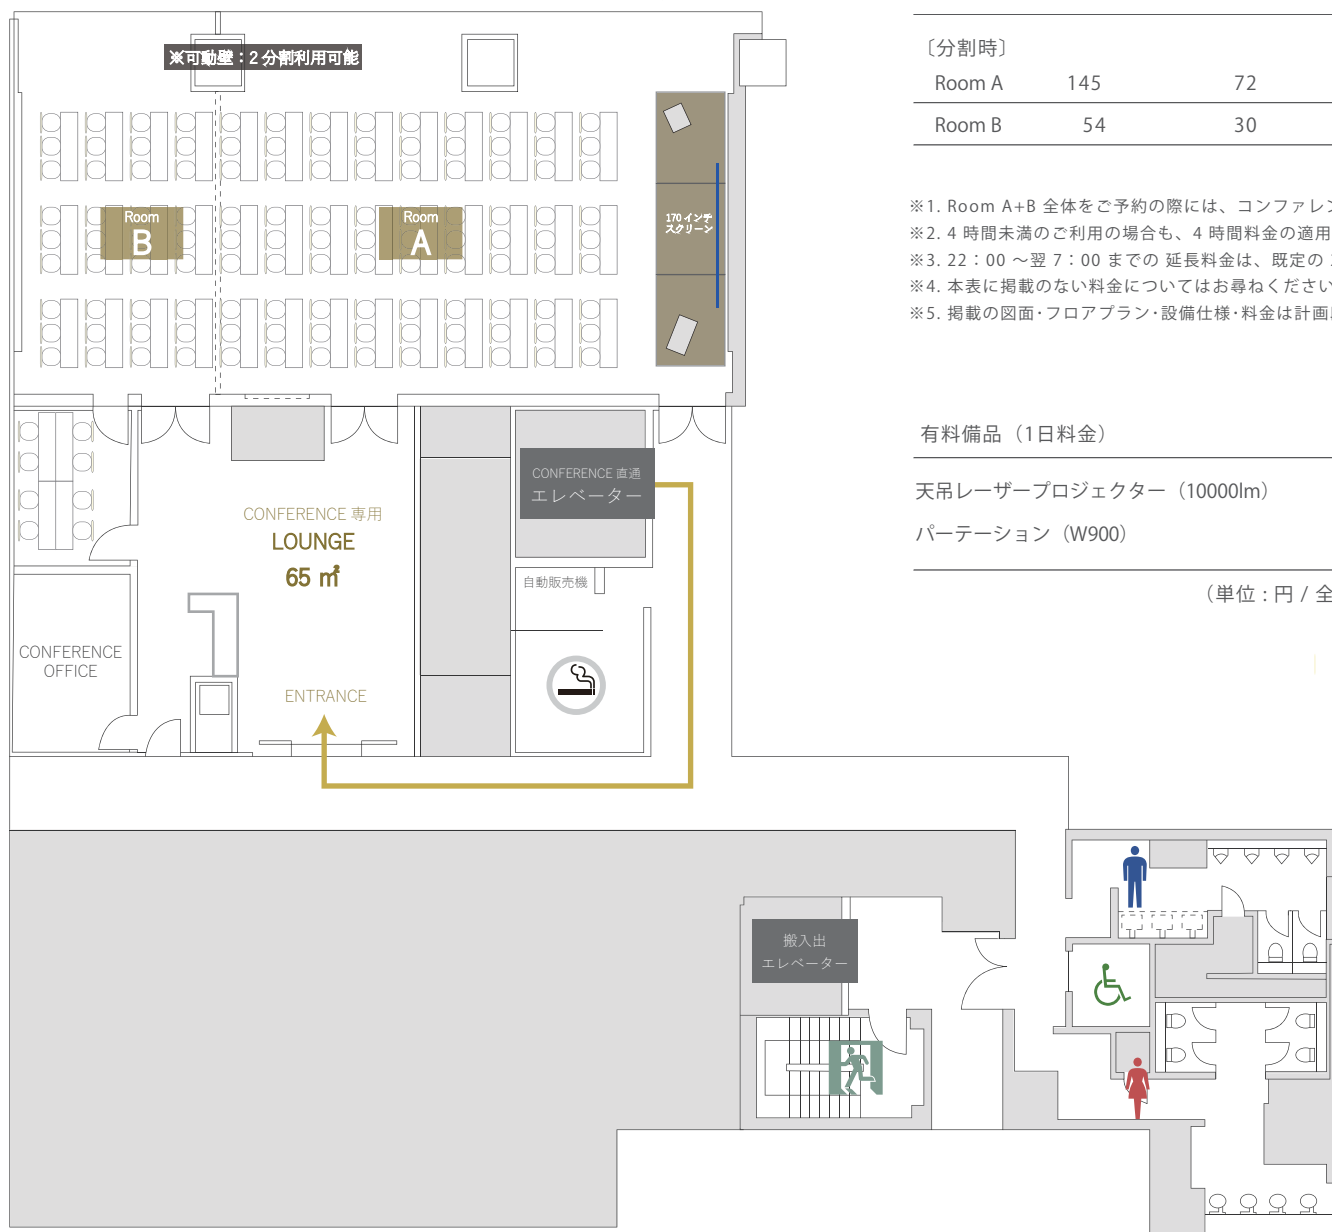 ※可動壁：2 分割利用可能
Room
B
Room
A
170 インチ
スクリーン
CONFERENCE 直通
エレベーター
CONFERENCE 専用
LOUNGE
65 ㎡
自動販売機
CONFERENCE
OFFICE
ENTRANCE
搬入出
エレベーター
〔分割時〕
Room A 145 72
Room B 54 30
※1. Room A+B 全体をご予約の際には、コンファレン
※2. 4 時間未満のご利用の場合も、4 時間料金の適用
※3. 22：00 〜翌 7：00 までの 延長料金は、既定の
※4. 本表に掲載のない料金についてはお尋ねください
※5. 掲載の図面･フロアプラン･設備仕様･料金は計画
有料備品（1日料金）
天吊レーザープロジェクター（10000lm）
パーテーション（W900）
（単位 : 円 / 全